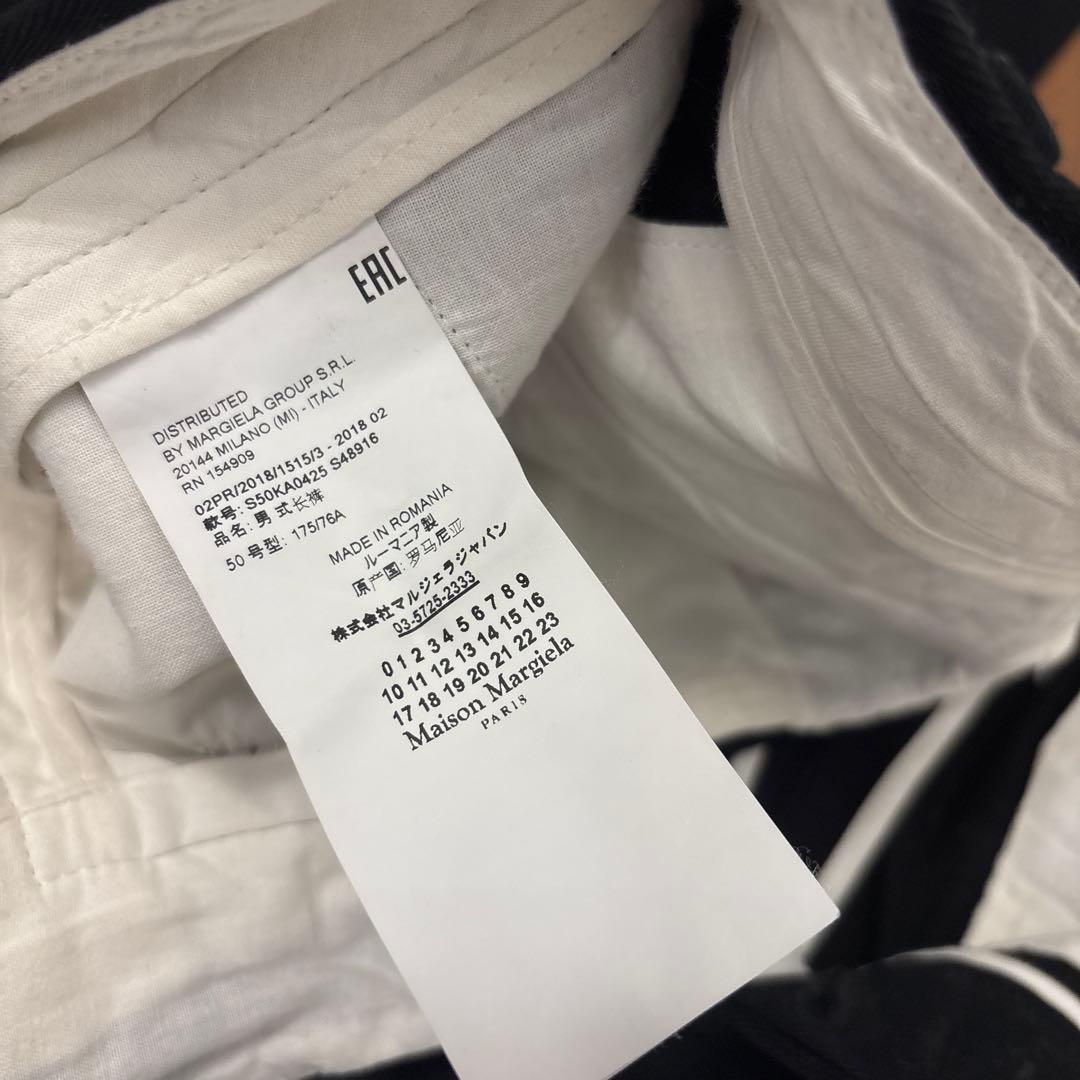 EAC
DISTRIBUTED
BY MARGIELA GROUP S.R.L.
20144 MILANO (MI) - ITALY
RN 154909
02PR/2018/1515/3 - 2018 02
款号: S50KA0425 S48916
品名: 男 式长裤
50 号型: 175/76A
MADE IN ROMANIA
ルーマニア製
原产国: 罗马尼亚
株式会社マルジェラジャパン
03-5725-2333
0 1 2 3 4 5 6 7 8 9
10 11 12 13 14 15 16
17 18 19 20 21 22 23
Maison Margiela
PARIS